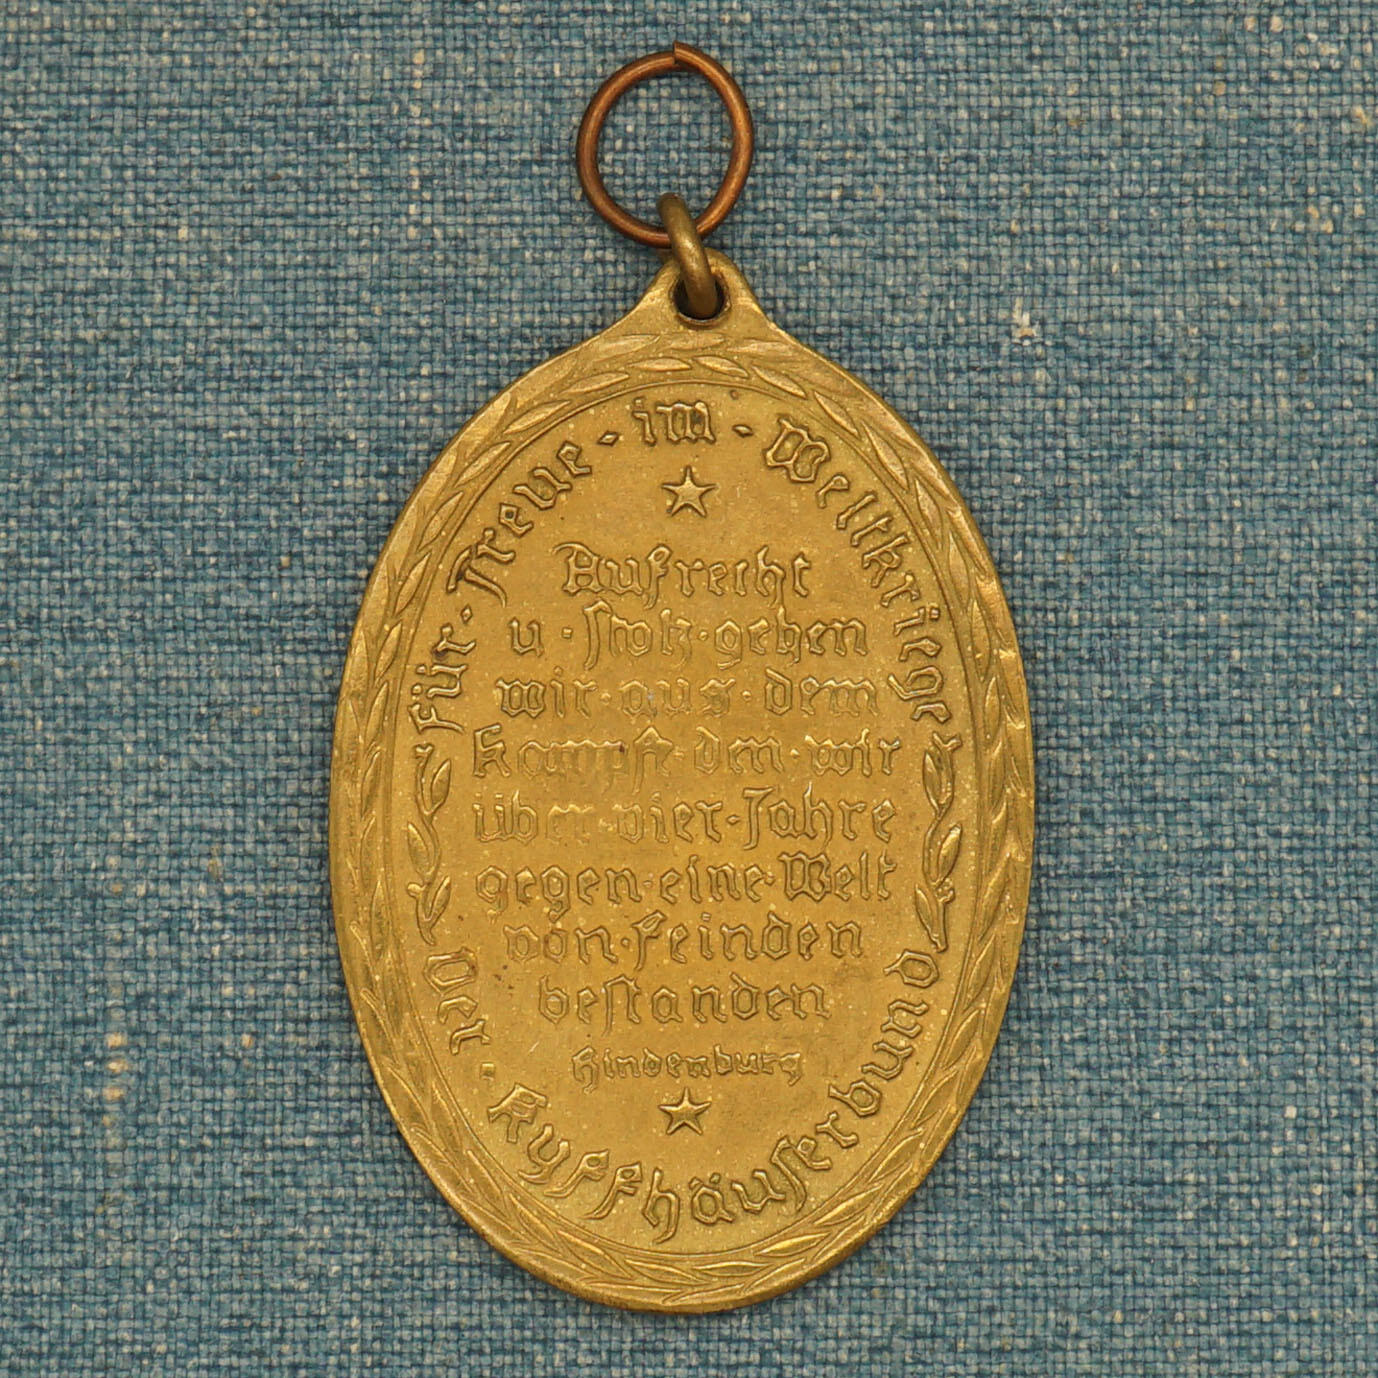 Für · Treue · im · Weltkriege
Aufrecht
u · stolz · gehen
wir · aus · dem
Kampfe · den · wir
über · vier · Jahre
gegen · eine · Welt
von · Feinden
bestanden
Hindenburg
Der · Kyffhäuserbund